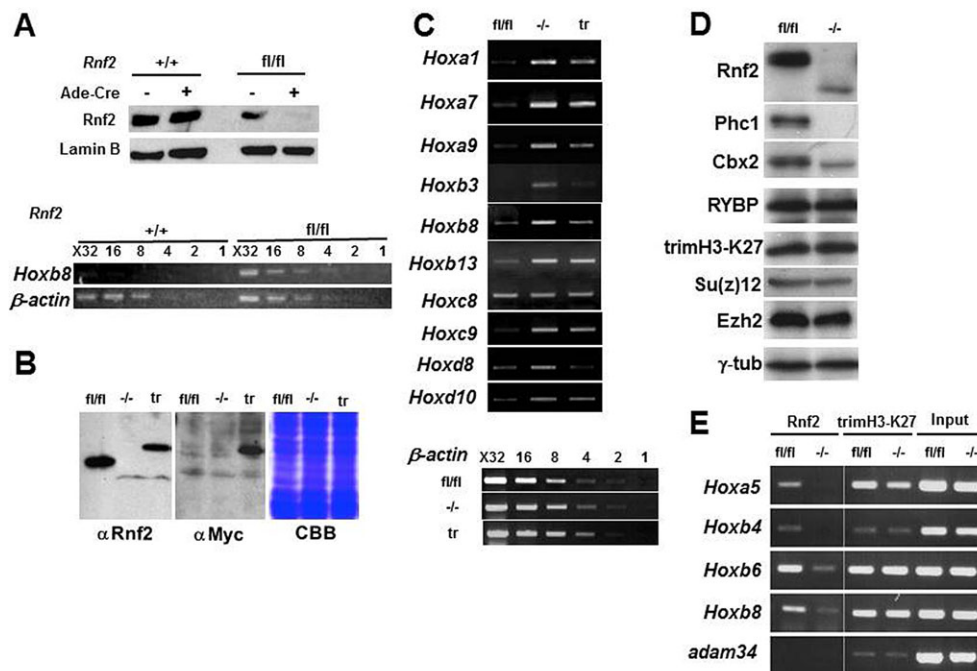 A
Rnf2 +/+ fl/fl
Ade-Cre - + - +
Rnf2
Lamin B
Rnf2
+/+ fl/fl
X32 16 8 4 2 1 X32 16 8 4 2 1
Hoxb8
β-actin
B
fl/fl -/- tr fl/fl -/- tr fl/fl -/- tr
αRnf2 αMyc CBB
C
fl/fl -/- tr
Hoxa1
Hoxa7
Hoxa9
Hoxb3
Hoxb8
Hoxb13
Hoxc8
Hoxc9
Hoxd8
Hoxd10
β-actin X32 16 8 4 2 1
fl/fl
-/-
tr
D
fl/fl -/-
Rnf2
Phc1
Cbx2
RYBP
trimH3-K27
Su(z)12
Ezh2
γ-tub
E
Rnf2 trimH3-K27 Input
fl/fl -/- fl/fl -/- fl/fl -/-
Hoxa5
Hoxb4
Hoxb6
Hoxb8
adam34